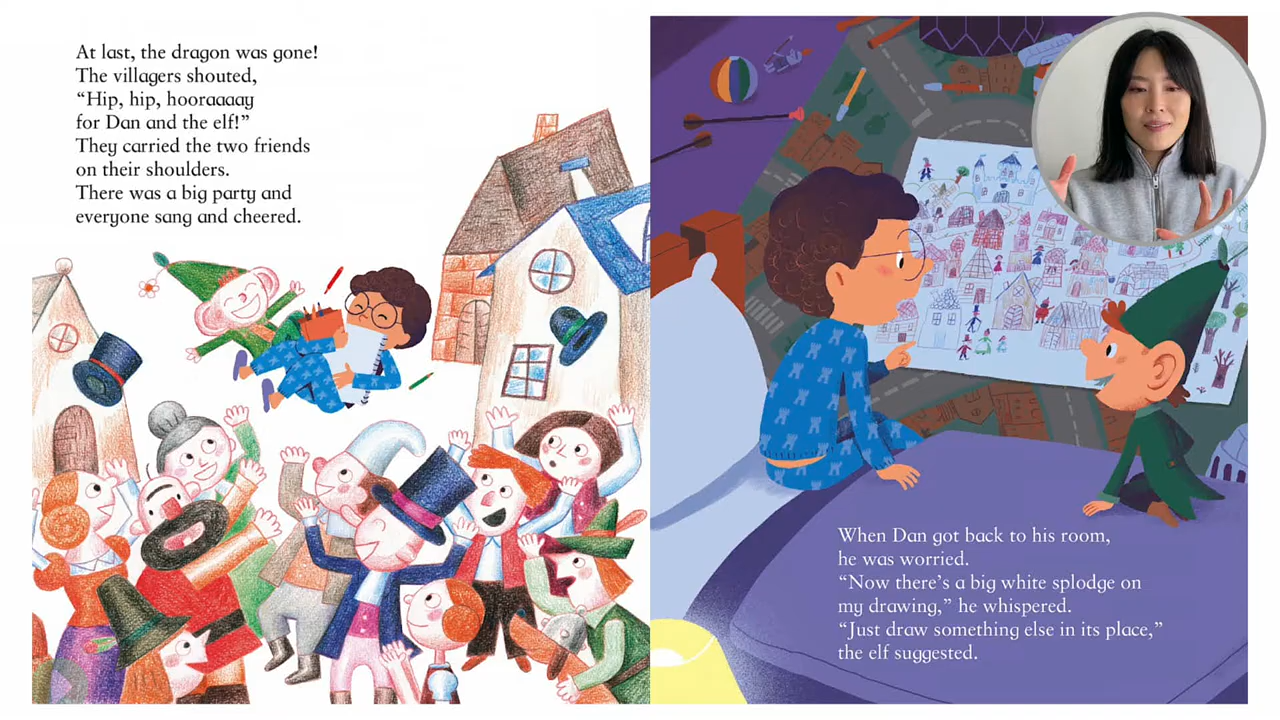 At last, the dragon was gone!
The villagers shouted,
“Hip, hip, hooraaaay
for Dan and the elf!”
They carried the two friends
on their shoulders.
There was a big party and
everyone sang and cheered.
When Dan got back to his room,
he was worried.
“Now there’s a big white splodge on
my drawing,” he whispered.
“Just draw something else in its place,”
the elf suggested.